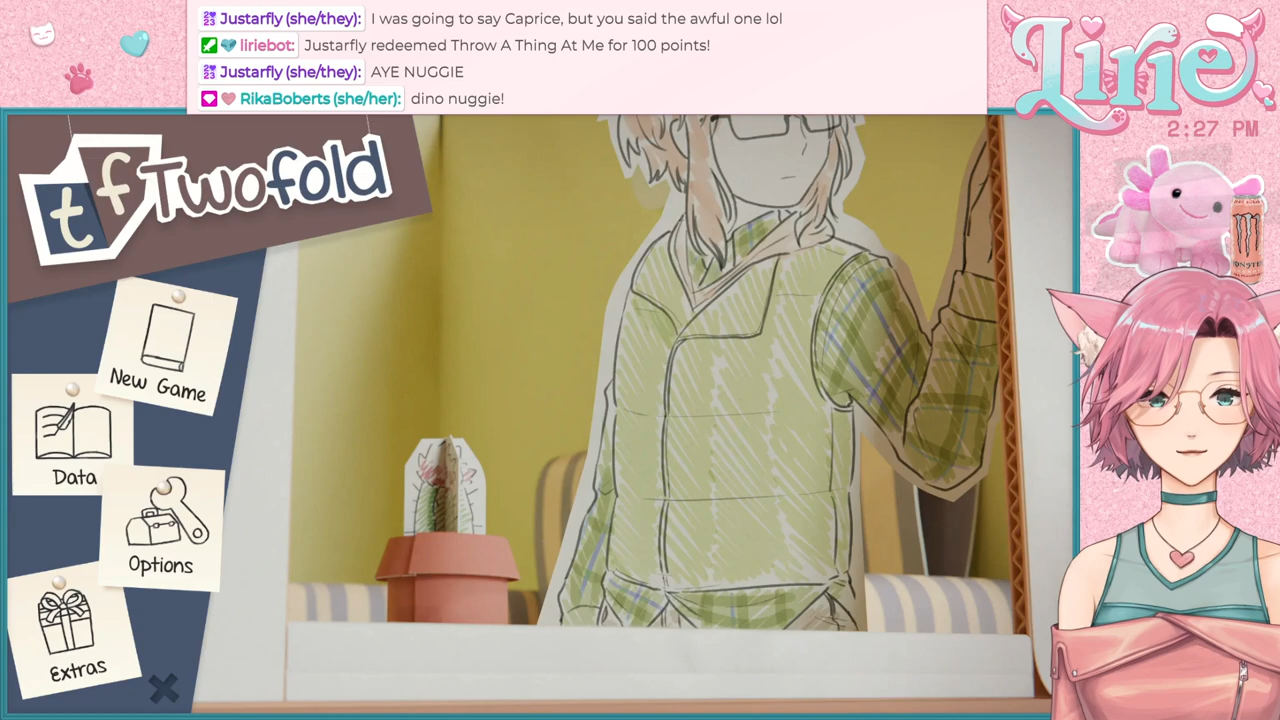 Justarfly (she/they): I was going to say Caprice, but you said the awful one lol
liriebot: Justarfly redeemed Throw A Thing At Me for 100 points!
Justarfly (she/they): AYE NUGGIE
RikaBoberts (she/her): dino nuggie!
Lirie
2:27 PM
tf Twofold
New Game
Data
Options
Extras